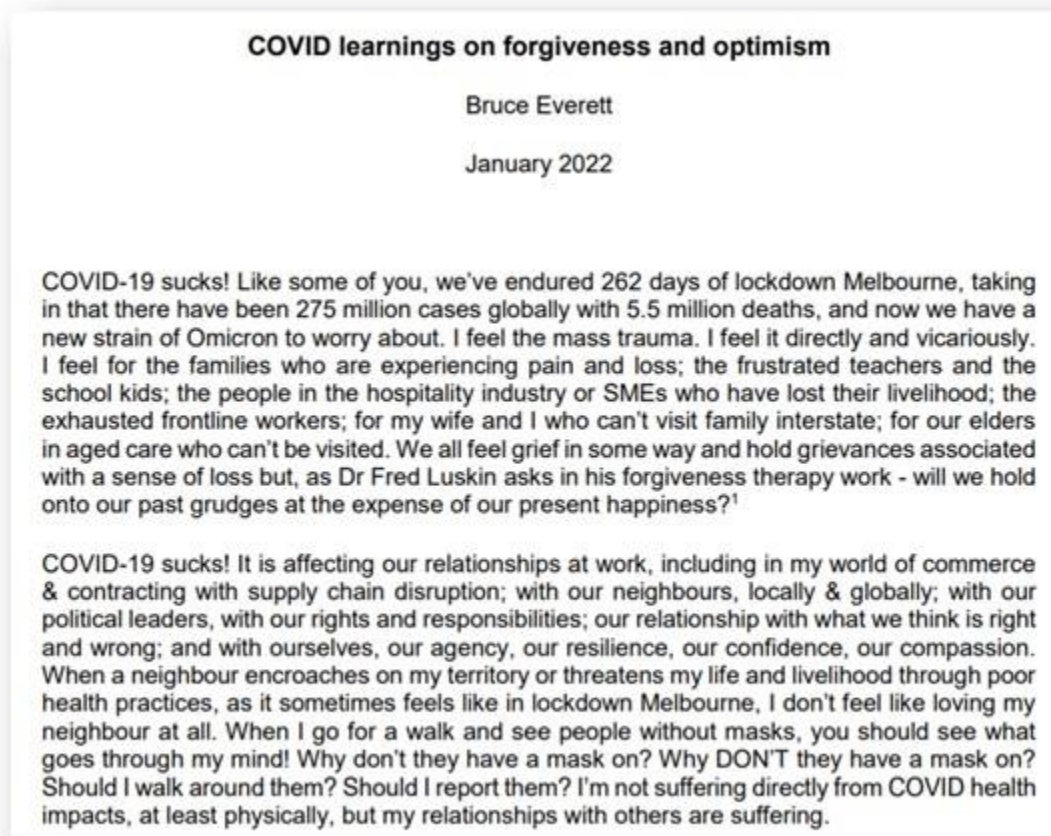 COVID learnings on forgiveness and optimism
Bruce Everett
January 2022
COVID-19 sucks! Like some of you, we've endured 262 days of lockdown Melbourne, taking
in that there have been 275 million cases globally with 5.5 million deaths, and now we have a
new strain of Omicron to worry about. I feel the mass trauma. I feel it directly and vicariously.
I feel for the families who are experiencing pain and loss; the frustrated teachers and the
school kids; the people in the hospitality industry or SMEs who have lost their livelihood; the
exhausted frontline workers; for my wife and I who can't visit family interstate; for our elders
in aged care who can't be visited. We all feel grief in some way and hold grievances associated
with a sense of loss but, as Dr Fred Luskin asks in his forgiveness therapy work - will we hold
onto our past grudges at the expense of our present happiness?¹
COVID-19 sucks! It is affecting our relationships at work, including in my world of commerce
& contracting with supply chain disruption; with our neighbours, locally & globally; with our
political leaders, with our rights and responsibilities; our relationship with what we think is right
and wrong; and with ourselves, our agency, our resilience, our confidence, our compassion.
When a neighbour encroaches on my territory or threatens my life and livelihood through poor
health practices, as it sometimes feels like in lockdown Melbourne, I don't feel like loving my
neighbour at all. When I go for a walk and see people without masks, you should see what
goes through my mind! Why don't they have a mask on? Why DON'T they have a mask on?
Should I walk around them? Should I report them? I'm not suffering directly from COVID health
impacts, at least physically, but my relationships with others are suffering.